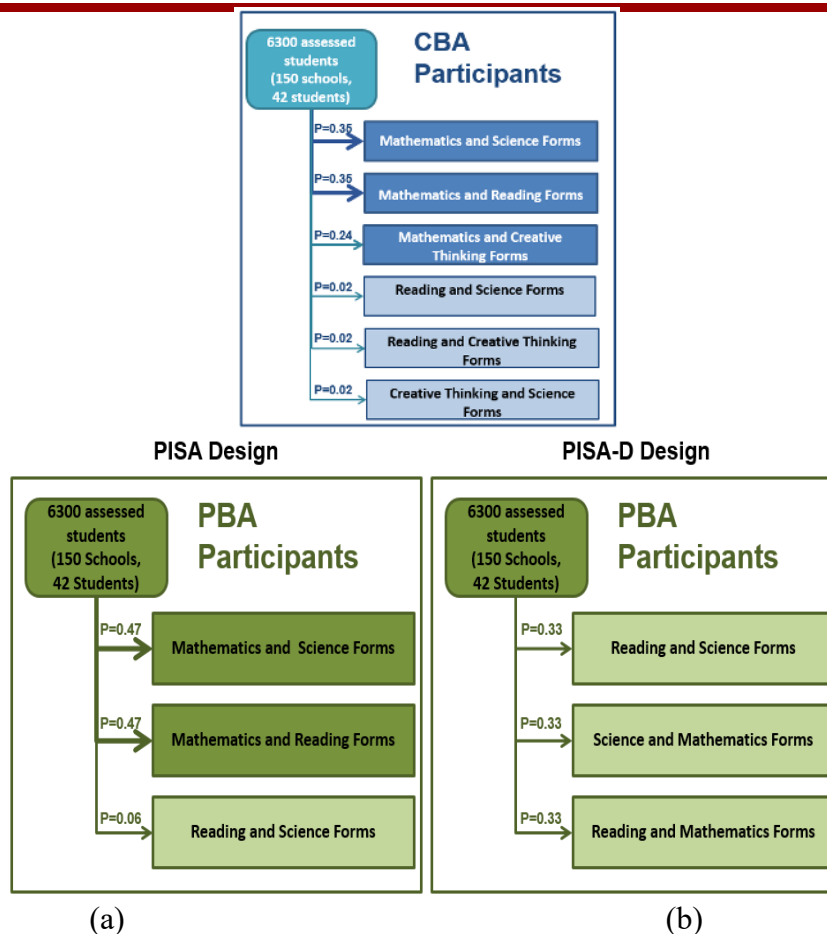 6300 assessed
students
(150 schools,
42 students)
CBA
Participants
P=0.35
Mathematics and Science Forms
P=0.35
Mathematics and Reading Forms
P=0.24
Mathematics and Creative
Thinking Forms
P=0.02
Reading and Science Forms
P=0.02
Reading and Creative Thinking
Forms
P=0.02
Creative Thinking and Science
Forms
PISA Design
6300 assessed
students
(150 Schools,
42 Students)
PBA
Participants
P=0.47
Mathematics and Science Forms
P=0.47
Mathematics and Reading Forms
P=0.06
Reading and Science Forms
(a)
PISA-D Design
6300 assessed
students
(150 Schools,
42 Students)
PBA
Participants
P=0.33
Reading and Science Forms
P=0.33
Science and Mathematics Forms
P=0.33
Reading and Mathematics Forms
(b)